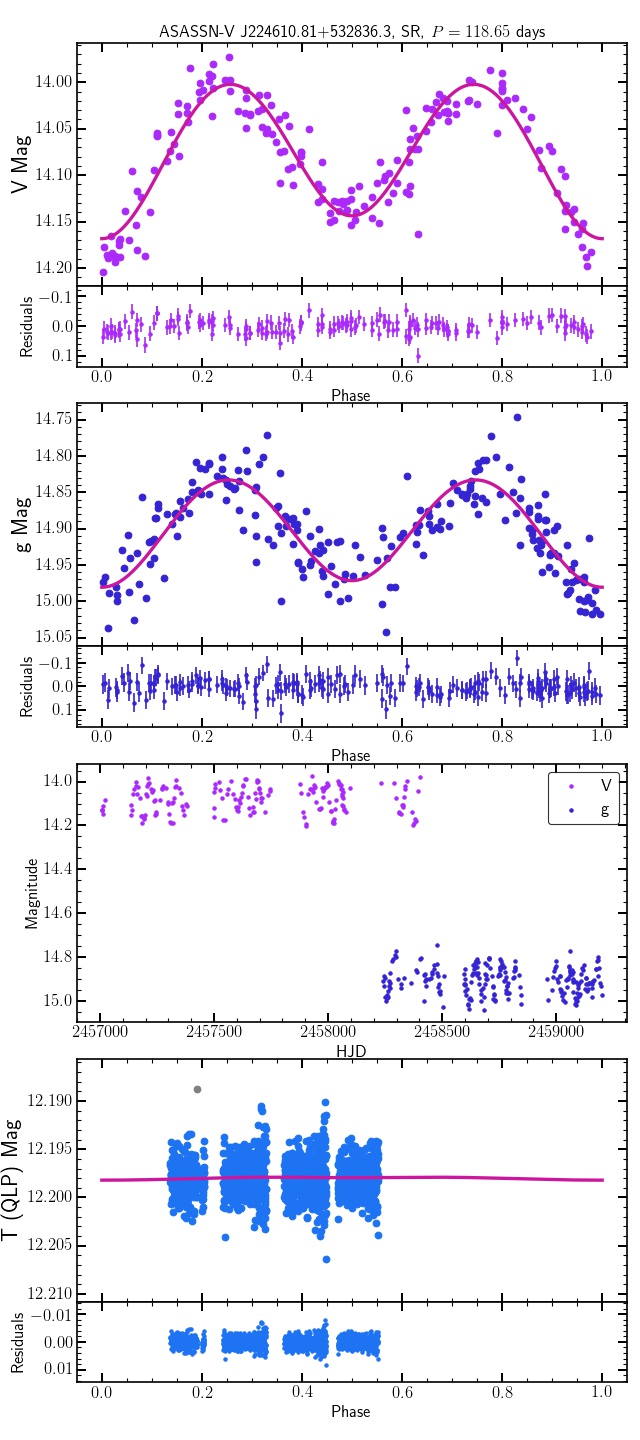 ASASSN-V J224610.81+532836.3, SR, P = 118.65 days
V Mag
14.00
14.05
14.10
14.15
14.20
Residuals
−0.1
0.0
0.1
0.0 0.2 0.4 0.6 0.8 1.0
Phase
g Mag
14.75
14.80
14.85
14.90
14.95
15.00
15.05
Residuals
−0.1
0.0
0.1
0.0 0.2 0.4 0.6 0.8 1.0
Phase
Magnitude
14.0
14.2
14.4
14.6
14.8
15.0
V
g
2457000 2457500 2458000 2458500 2459000
HJD
T (QLP) Mag
12.190
12.195
12.200
12.205
12.210
Residuals
−0.01
0.00
0.01
0.0 0.2 0.4 0.6 0.8 1.0
Phase